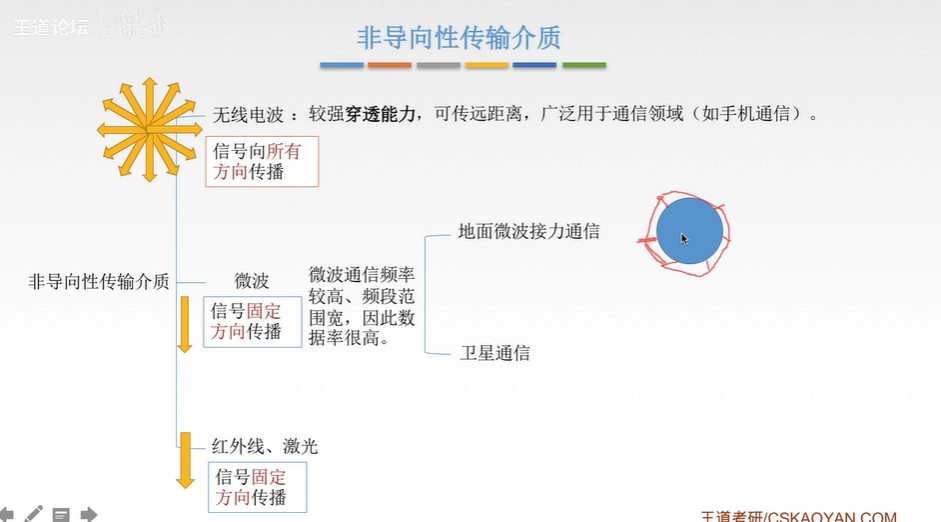 王道论坛
非导向性传输介质
无线电波：较强穿透能力，可传远距离，广泛用于通信领域（如手机通信）。
信号向所有
方向传播
地面微波接力通信
非导向性传输介质
微波
微波通信频率
较高、频段范
围宽，因此数
据率很高。
信号固定
方向传播
卫星通信
红外线、激光
信号固定
方向传播
王道考研/CSKAOYAN.COM